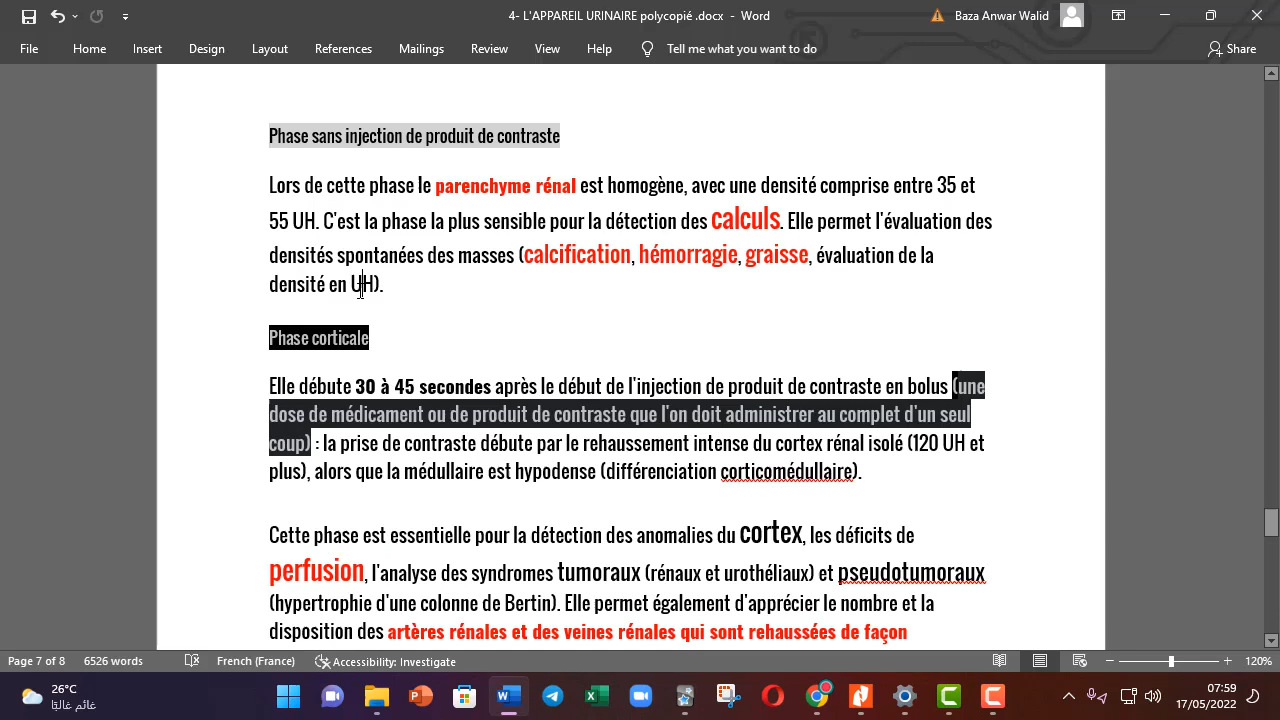 4- L'APPAREIL URINAIRE polycopié .docx - Word
Baza Anwar Walid
File Home Insert Design Layout References Mailings Review View Help Tell me what you want to do Share
Phase sans injection de produit de contraste
Lors de cette phase le parenchyme rénal est homogène, avec une densité comprise entre 35 et
55 UH. C'est la phase la plus sensible pour la détection des calculs. Elle permet l'évaluation des
densités spontanées des masses (calcification, hémorragie, graisse, évaluation de la
densité en UH).
Phase corticale
Elle débute 30 à 45 secondes après le début de l'injection de produit de contraste en bolus (une
dose de médicament ou de produit de contraste que l'on doit administrer au complet d'un seul
coup) : la prise de contraste débute par le rehaussement intense du cortex rénal isolé (120 UH et
plus), alors que la médullaire est hypodense (différenciation corticomédullaire).
Cette phase est essentielle pour la détection des anomalies du cortex, les déficits de
perfusion, l'analyse des syndromes tumoraux (rénaux et urothéliaux) et pseudotumoraux
(hypertrophie d'une colonne de Bertin). Elle permet également d'apprécier le nombre et la
disposition des artères rénales et des veines rénales qui sont rehaussées de façon
Page 7 of 8 6526 words French (France) Accessibility: Investigate 120%
26°C
غائم غالبًا
07:59
17/05/2022